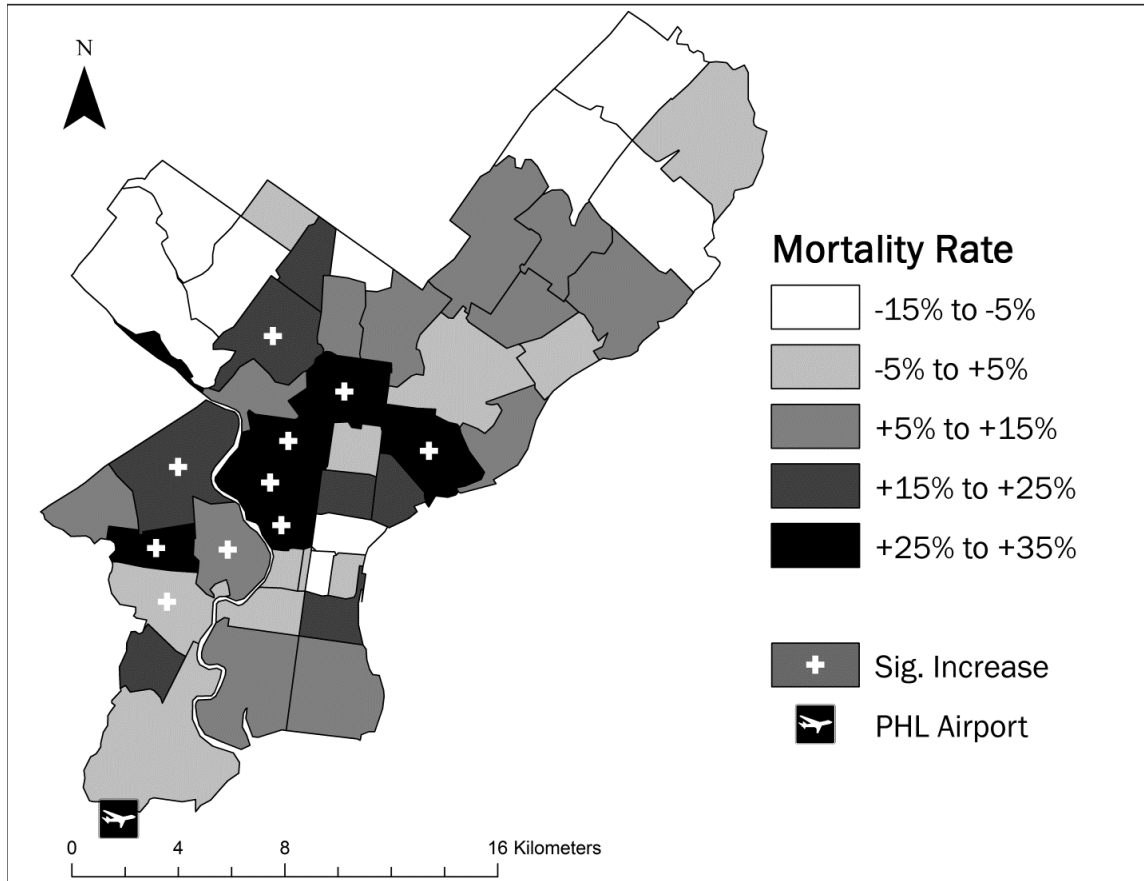 N
Mortality Rate
-15% to -5%
-5% to +5%
+5% to +15%
+15% to +25%
+25% to +35%
Sig. Increase
PHL Airport
0 4 8 16 Kilometers